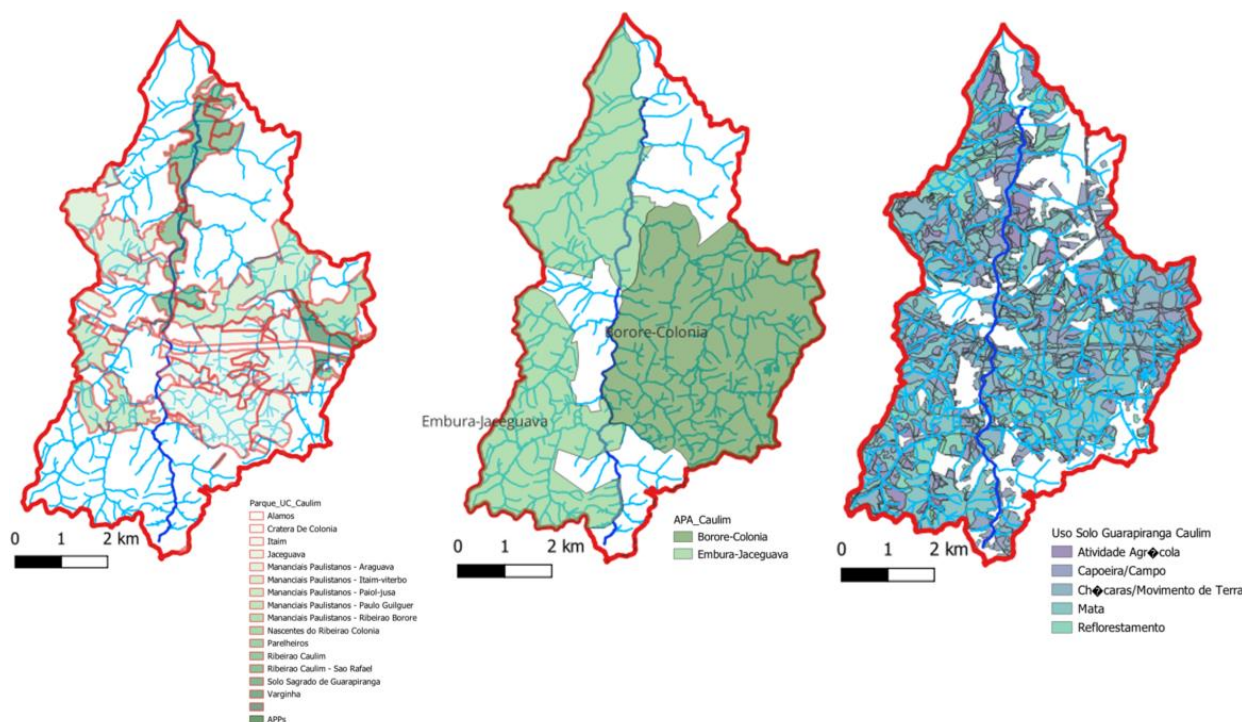 Parque_UC_Caulim
Alamos
Cratera De Colonia
Itaim
Jaceguava
Mananciais Paulistanos - Araguava
Mananciais Paulistanos - Itaim-viterbo
Mananciais Paulistanos - Paiol-jusa
Mananciais Paulistanos - Paulo Guilguer
Mananciais Paulistanos - Ribeirao Borore
Nascentes do Ribeirao Colonia
Parelheiros
Ribeirao Caulim
Ribeirao Caulim - Sao Rafael
Solo Sagrado de Guarapiranga
Varginha
APPs
0 1 2 km
Borore-Colonia
Embura-Jaceguava
APA_Caulim
Borore-Colonia
Embura-Jaceguava
0 1 2 km
Uso Solo Guarapiranga Caulim
Atividade Agr�cola
Capoeira/Campo
Ch�caras/Movimento de Terra
Mata
Reflorestamento
0 1 2 km